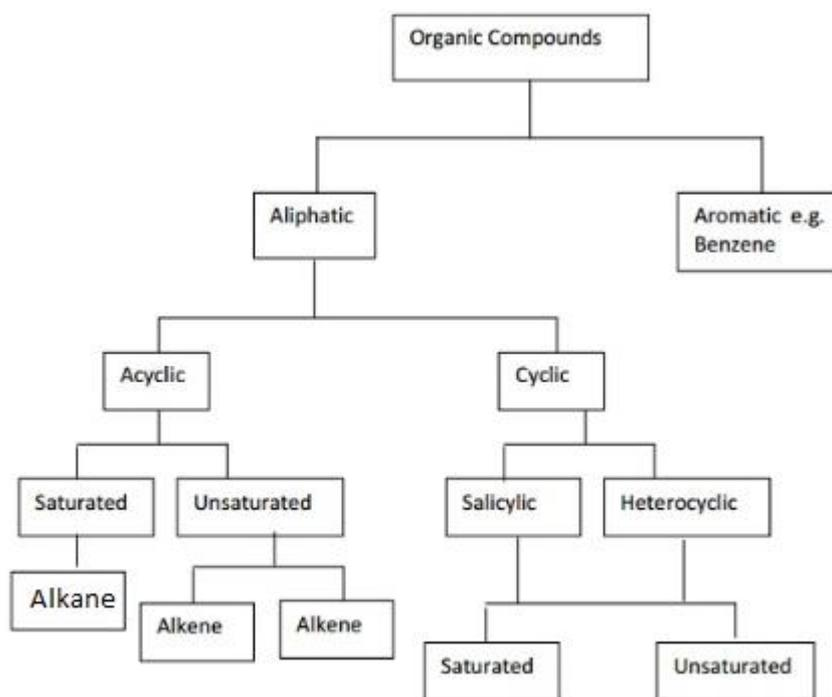 Organic Compounds
Aliphatic
Aromatic e.g.
Benzene
Acyclic
Cyclic
Saturated
Unsaturated
Salicylic
Heterocyclic
Alkane
Alkene
Alkene
Saturated
Unsaturated